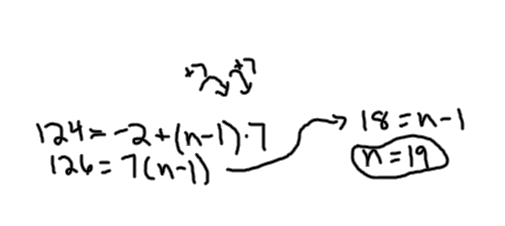 +7 +7
124 = -2 + (n-1)·7
126 = 7(n-1)
18 = n-1
n = 19